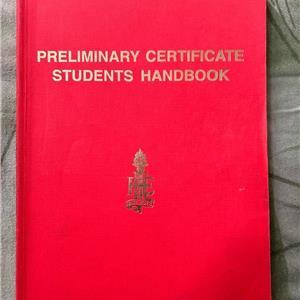 PRELIMINARY CERTIFICATE
STUDENTS HANDBOOK